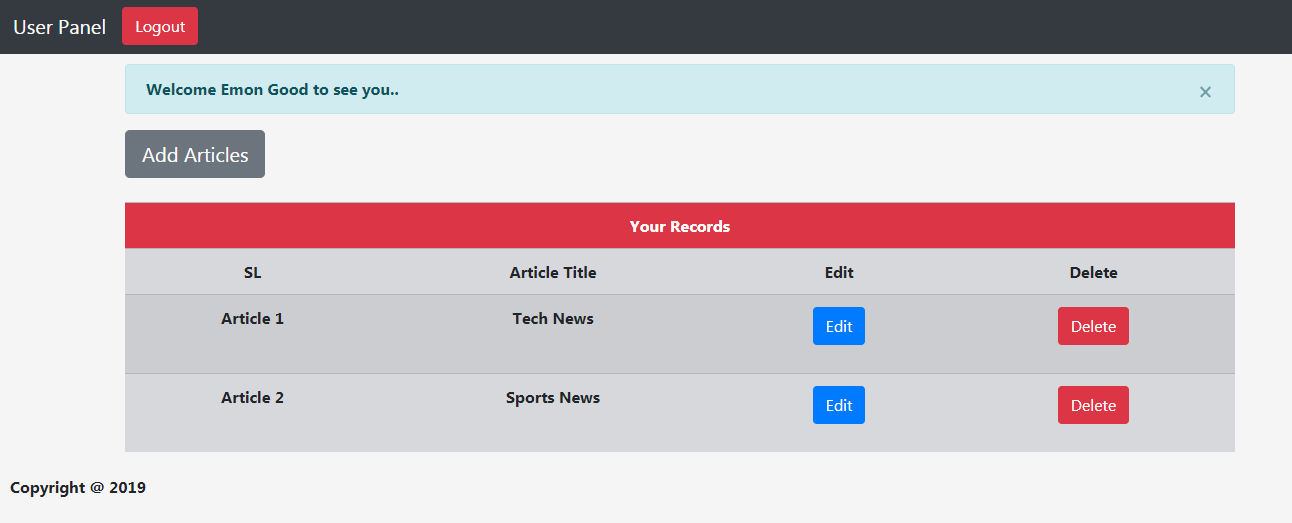 User Panel Logout
Welcome Emon Good to see you.. ×
Add Articles
Your Records
SL Article Title Edit Delete
Article 1 Tech News Edit Delete
Article 2 Sports News Edit Delete
Copyright @ 2019